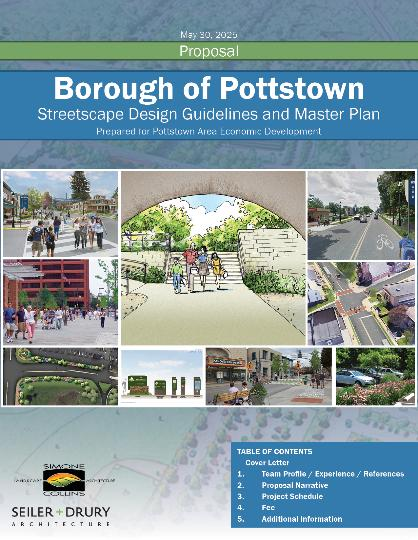 May 30, 2025
Proposal
Borough of Pottstown
Streetscape Design Guidelines and Master Plan
Prepared for Pottstown Area Economic Development
TABLE OF CONTENTS
Cover Letter
1. Team Profile / Experience / References
2. Proposal Narrative
3. Project Schedule
4. Fee
5. Additional Information
SIMONE
LANDSCAPE ARCHITECTURE
COLLINS
SEILER + DRURY
ARCHITECTURE